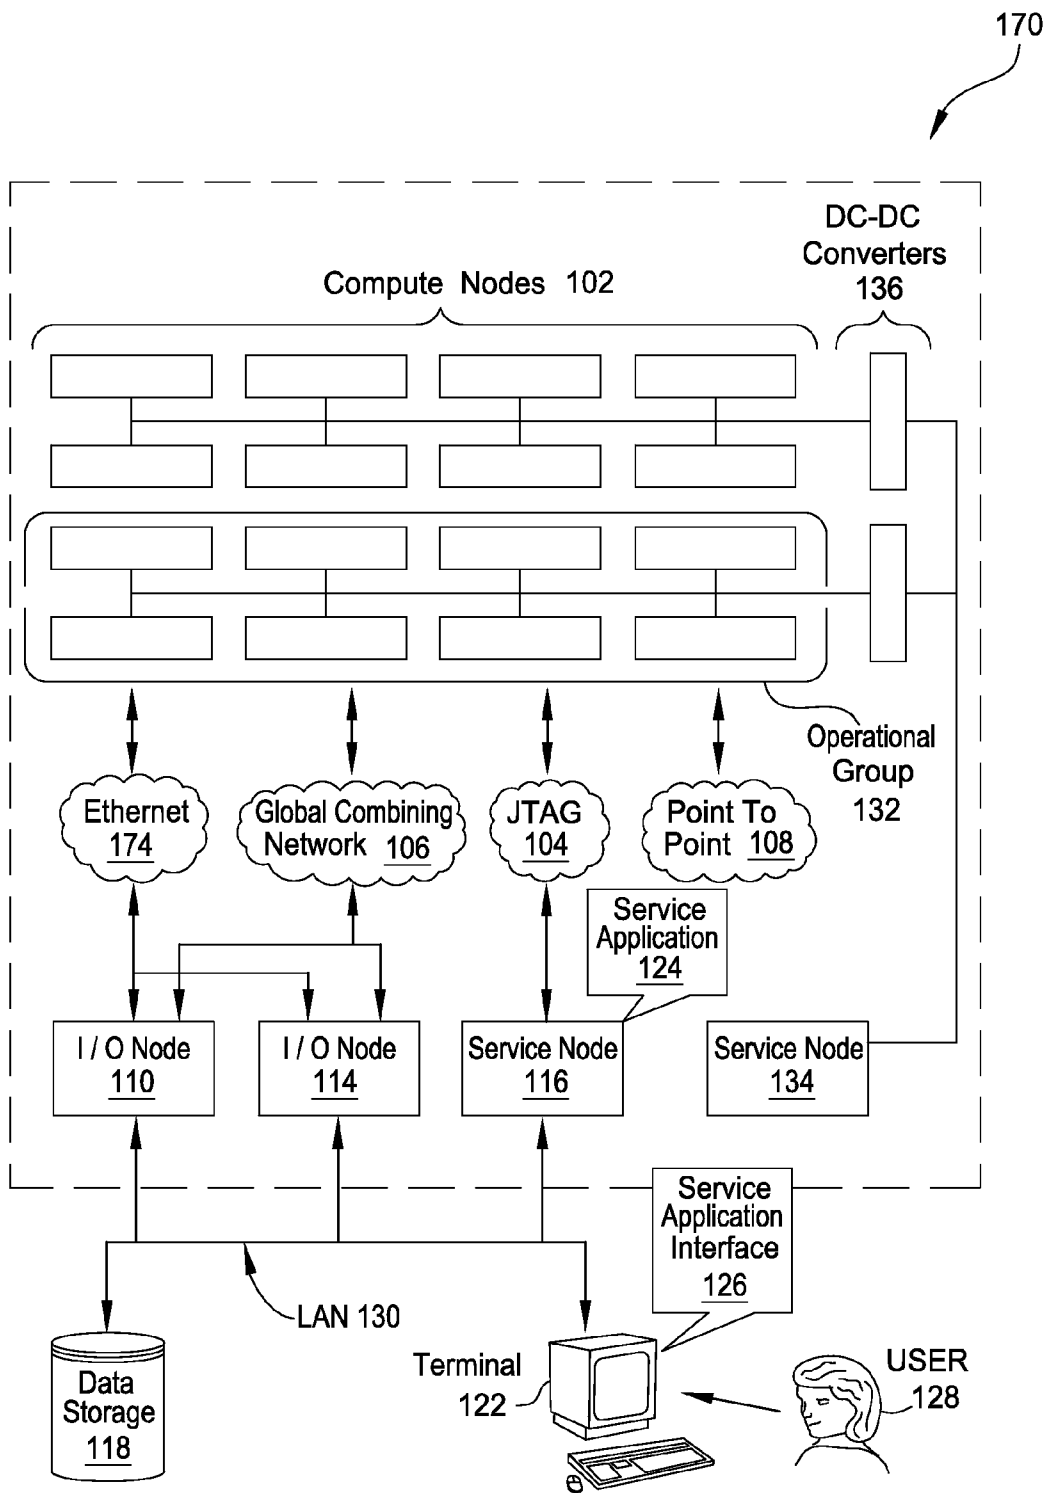 170
DC-DC
Converters
136
Compute Nodes 102
Operational
Group
132
Ethernet
174
Global Combining
Network 106
JTAG
104
Point To
Point 108
Service
Application
124
I / O Node
110
I / O Node
114
Service Node
116
Service Node
134
Service
Application
Interface
126
LAN 130
Data
Storage
118
Terminal
122
USER
128